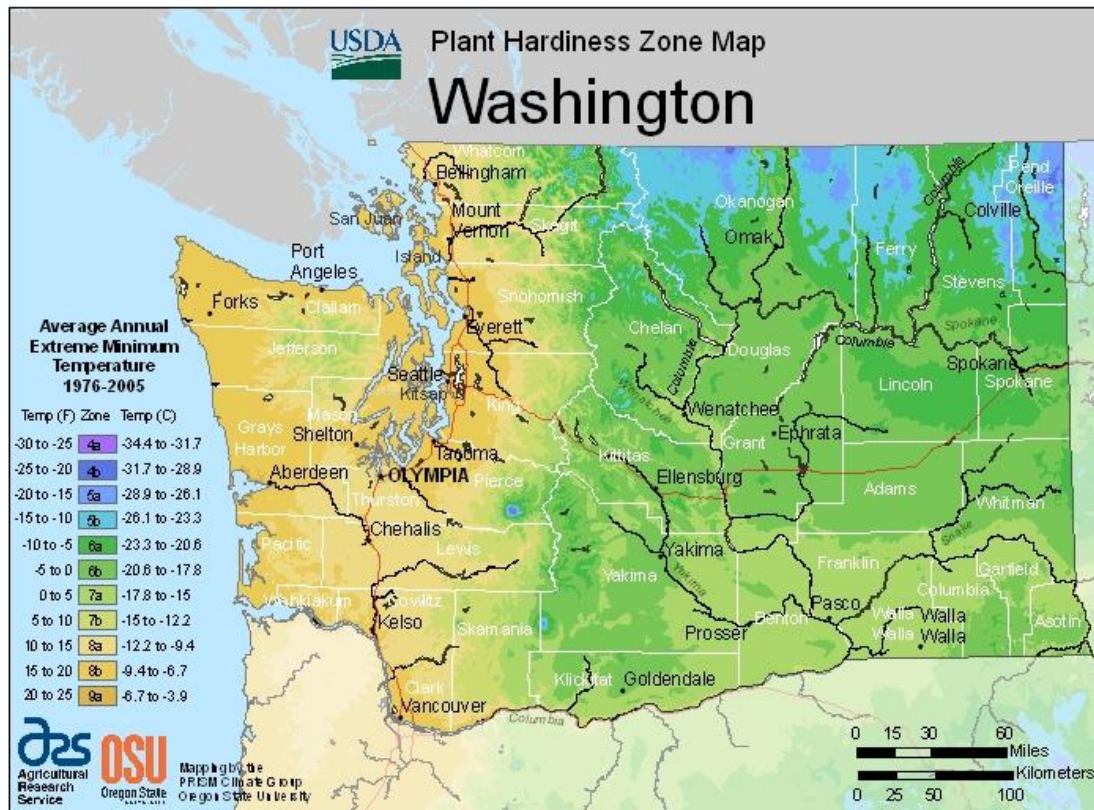 USDA
Plant Hardiness Zone Map
Washington
Whatcom
Bellingham
San Juan
Mount
Vernon
Skagit
Island
Port
Angeles
Forks
Clallam
Jefferson
Snohomish
Everett
Seattle
Kitsap
King
Mason
Shelton
Grays
Harbor
Aberdeen
Tacoma
OLYMPIA
Pierce
Thurston
Chehalis
Pacific
Lewis
Wahkiakum
Cowlitz
Kelso
Skamania
Clark
Vancouver
Columbia
Okanogan
Omak
Ferry
Columbia
Pend
Oreille
Colville
Stevens
Chelan
Columbia
Douglas
Columbia
Spokane
Spokane
Spokane
Lincoln
Wenatchee
Grant
Ephrata
Kittitas
Ellensburg
Adams
Whitman
Snake
Yakima
Yakima
Yakima
Franklin
Garfield
Columbia
Pasco
Benton
Prosser
Walla
Walla
Walla
Walla
Asotin
Klickitat
Goldendale
Average Annual
Extreme Minimum
Temperature
1976-2005
Temp (F) Zone Temp (C)
-30 to -25 4a -34.4 to -31.7
-25 to -20 4b -31.7 to -28.9
-20 to -15 5a -28.9 to -26.1
-15 to -10 5b -26.1 to -23.3
-10 to -5 6a -23.3 to -20.6
-5 to 0 6b -20.6 to -17.8
0 to 5 7a -17.8 to -15
5 to 10 7b -15 to -12.2
10 to 15 8a -12.2 to -9.4
15 to 20 8b -9.4 to -6.7
20 to 25 9a -6.7 to -3.9
ars
Agricultural
Research
Service
OSU
Oregon State
Mapping by the
PRISM Climate Group
Oregon State University
0 15 30 60
Miles
Kilometers
0 25 50 100